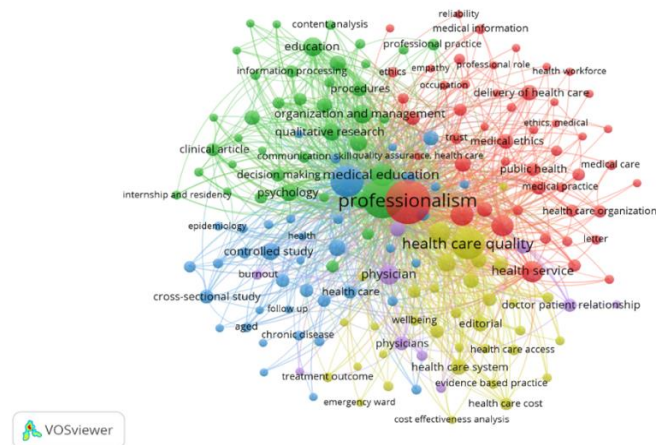 reliability
content analysis
medical information
education
professional practice
information processing
ethics
empathy
professional role
health workforce
procedures
occupation
delivery of health care
organization and management
ethics, medical
qualitative research
trust
medical ethics
clinical article
communication skill
quality assurance, health care
public health
medical care
decision making
medical education
medical practice
internship and residency
psychology
professionalism
health care organization
epidemiology
health
letter
controlled study
health care quality
burnout
physician
health service
cross-sectional study
health care
doctor patient relationship
follow up
wellbeing
editorial
aged
chronic disease
physicians
health care access
health care system
treatment outcome
evidence based practice
emergency ward
health care cost
cost effectiveness analysis
VOSviewer